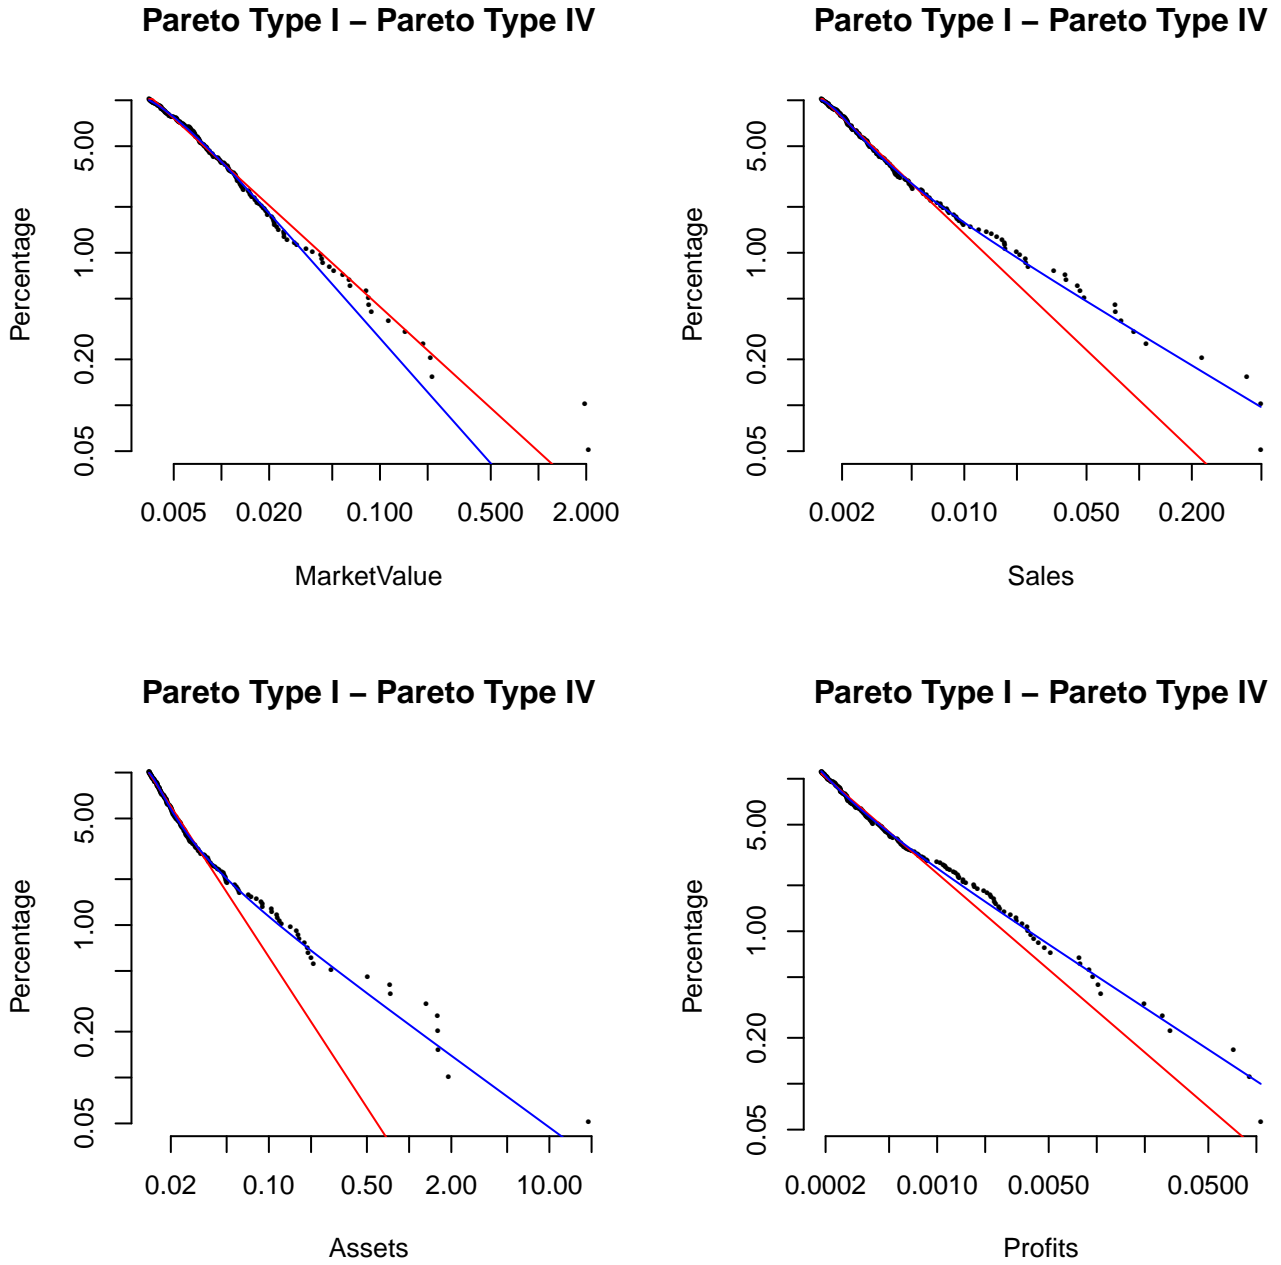 Pareto Type I – Pareto Type IV
Percentage
5.00
1.00
0.20
0.05
0.005 0.020 0.100 0.500 2.000
MarketValue
Pareto Type I – Pareto Type IV
Percentage
5.00
1.00
0.20
0.05
0.002 0.010 0.050 0.200
Sales
Pareto Type I – Pareto Type IV
Percentage
5.00
1.00
0.20
0.05
0.02 0.10 0.50 2.00 10.00
Assets
Pareto Type I – Pareto Type IV
Percentage
5.00
1.00
0.20
0.05
0.0002 0.0010 0.0050 0.0500
Profits